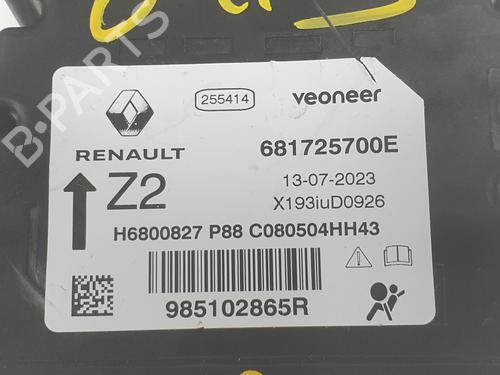 255414
veoneer
RENAULT
681725700E
Z2
13-07-2023
X193iuD0926
H6800827 P88 C080504HH43
985102865R
B-PARTS